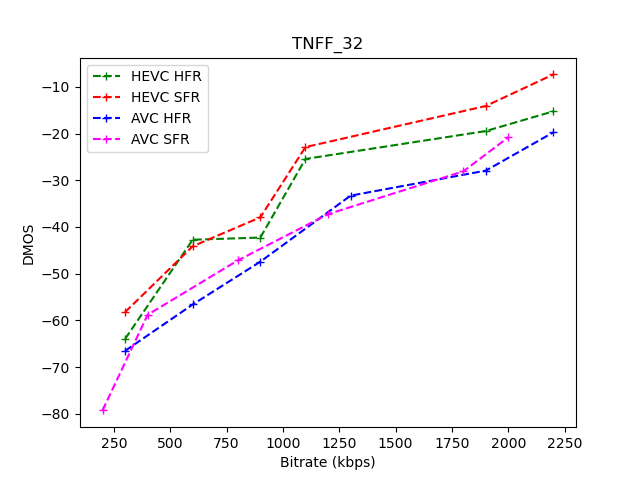 TNFF_32
HEVC HFR
HEVC SFR
AVC HFR
AVC SFR
DMOS
−10
−20
−30
−40
−50
−60
−70
−80
250 500 750 1000 1250 1500 1750 2000 2250
Bitrate (kbps)